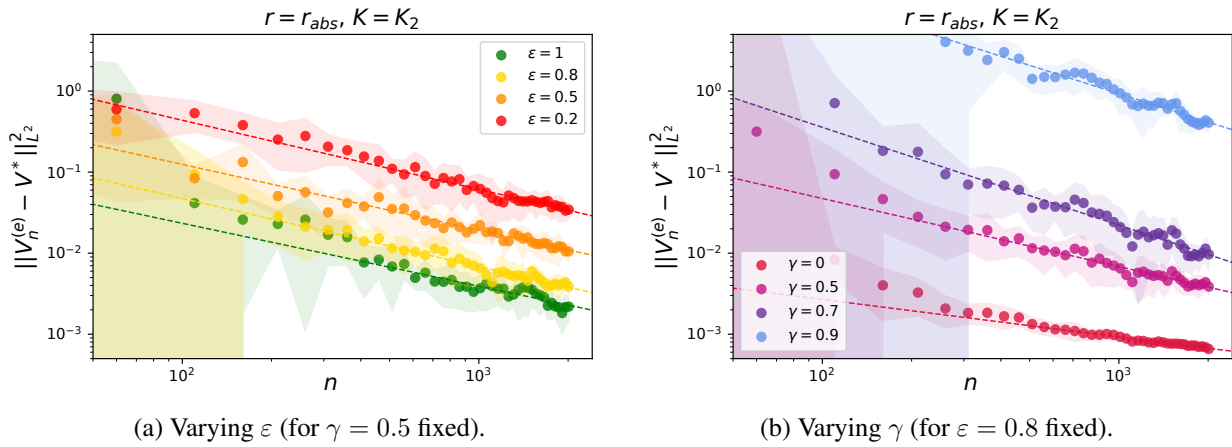 r = r_abs, K = K_2
||V_n^(e) − V*||²_{L²}
10^0
10^−1
10^−2
10^−3
ε = 1
ε = 0.8
ε = 0.5
ε = 0.2
10^2
10^3
n
(a) Varying ε (for γ = 0.5 fixed).
r = r_abs, K = K_2
||V_n^(e) − V*||²_{L²}
10^0
10^−1
10^−2
10^−3
γ = 0
γ = 0.5
γ = 0.7
γ = 0.9
10^2
10^3
n
(b) Varying γ (for ε = 0.8 fixed).